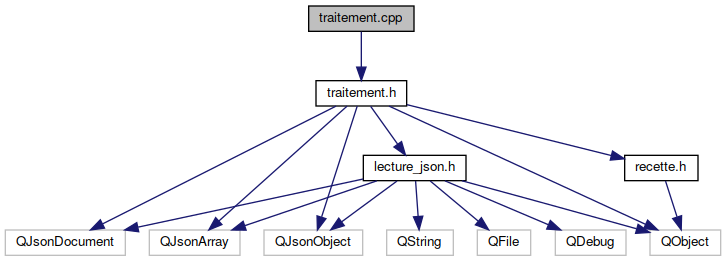 traitement.cpp
traitement.h
lecture_json.h
recette.h
QJsonDocument
QJsonArray
QJsonObject
QString
QFile
QDebug
QObject